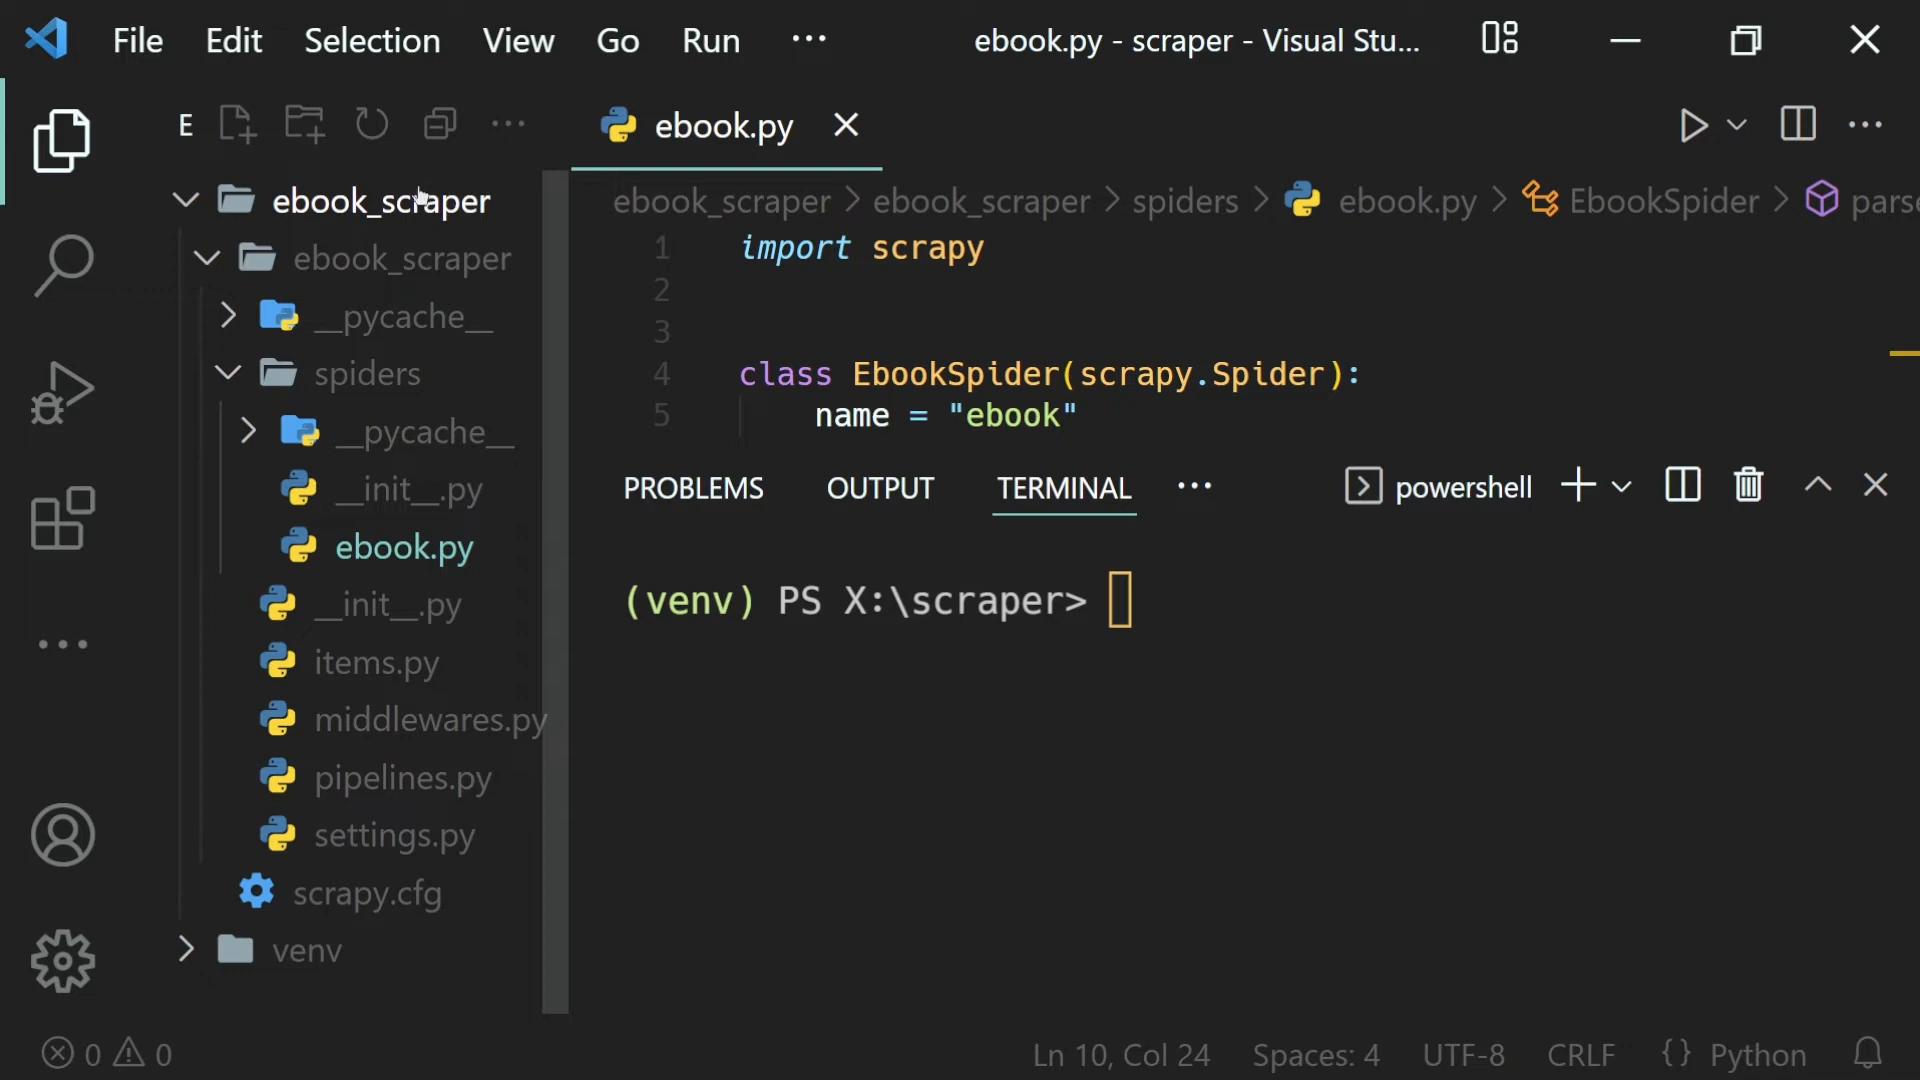 File Edit Selection View Go Run ··· ebook.py - scraper - Visual Stu...
E ···
ebook.py
···
ebook_scraper
ebook_scraper
__pycache__
spiders
__pycache__
__init__.py
ebook.py
__init__.py
items.py
middlewares.py
pipelines.py
settings.py
scrapy.cfg
venv
ebook_scraper > ebook_scraper > spiders > ebook.py > EbookSpider > parse
1 import scrapy
2
3
4 class EbookSpider(scrapy.Spider):
5 name = "ebook"
PROBLEMS OUTPUT TERMINAL ··· powershell
(venv) PS X:\scraper>
0 0 Ln 10, Col 24 Spaces: 4 UTF-8 CRLF {} Python